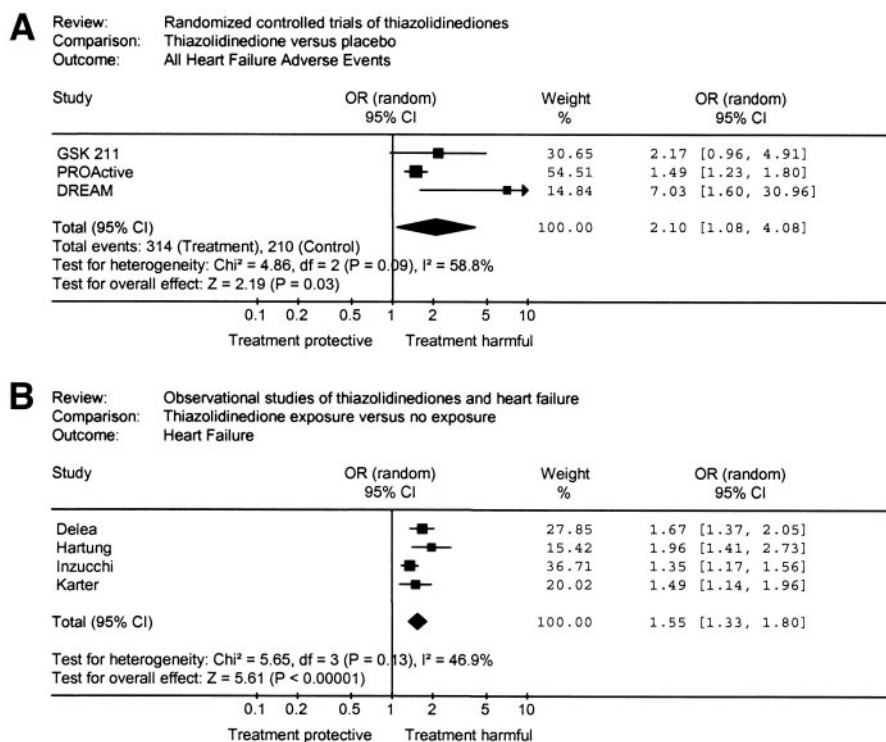 A
Review: Randomized controlled trials of thiazolidinediones
Comparison: Thiazolidinedione versus placebo
Outcome: All Heart Failure Adverse Events
Study OR (random) Weight OR (random)
95% CI % 95% CI
GSK 211 30.65 2.17 [0.96, 4.91]
PROActive 54.51 1.49 [1.23, 1.80]
DREAM 14.84 7.03 [1.60, 30.96]
Total (95% CI) 100.00 2.10 [1.08, 4.08]
Total events: 314 (Treatment), 210 (Control)
Test for heterogeneity: Chi² = 4.86, df = 2 (P = 0.09), I² = 58.8%
Test for overall effect: Z = 2.19 (P = 0.03)
0.1 0.2 0.5 1 2 5 10
Treatment protective Treatment harmful
B
Review: Observational studies of thiazolidinediones and heart failure
Comparison: Thiazolidinedione exposure versus no exposure
Outcome: Heart Failure
Study OR (random) Weight OR (random)
95% CI % 95% CI
Delea 27.85 1.67 [1.37, 2.05]
Hartung 15.42 1.96 [1.41, 2.73]
Inzucchi 36.71 1.35 [1.17, 1.56]
Karter 20.02 1.49 [1.14, 1.96]
Total (95% CI) 100.00 1.55 [1.33, 1.80]
Test for heterogeneity: Chi² = 5.65, df = 3 (P = 0.13), I² = 46.9%
Test for overall effect: Z = 5.61 (P < 0.00001)
0.1 0.2 0.5 1 2 5 10
Treatment protective Treatment harmful